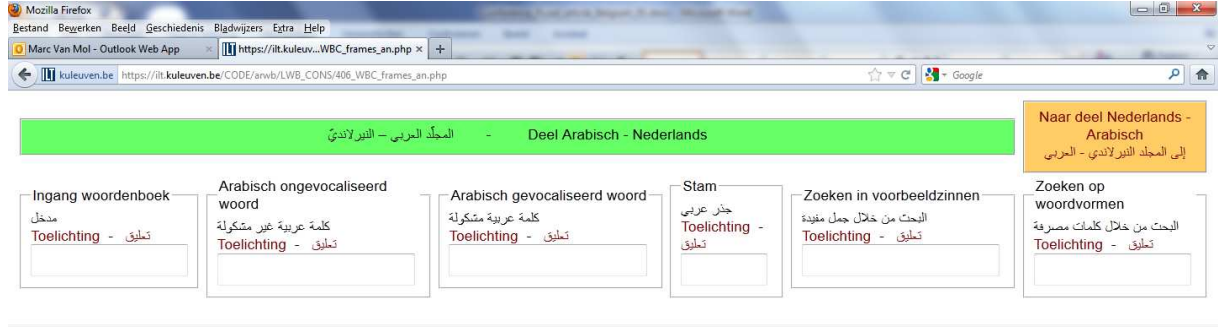 Mozilla Firefox
Bestand Bewerken Beeld Geschiedenis Bladwijzers Extra Help
Marc Van Mol - Outlook Web App × https://ilt.kuleuv...WBC_frames_an.php × +
kuleuven.be https://ilt.kuleuven.be/CODE/arwb/LWB_CONS/406_WBC_frames_an.php Google
المجلّد العربي – النيرلانديّ - Deel Arabisch - Nederlands
Naar deel Nederlands -
Arabisch
إلى المجلد النيرلاندي - العربي
Ingang woordenboek
مدخل
Toelichting - تعليق
Arabisch ongevocaliseerd
woord
كلمة عربية غير مشكولة
Toelichting - تعليق
Arabisch gevocaliseerd woord
كلمة عربية مشكولة
Toelichting - تعليق
Stam
جذر عربي
Toelichting -
تعليق
Zoeken in voorbeeldzinnen
البحث من خلال جمل مفيدة
Toelichting - تعليق
Zoeken op
woordvormen
البحث من خلال كلمات مصرفة
Toelichting - تعليق